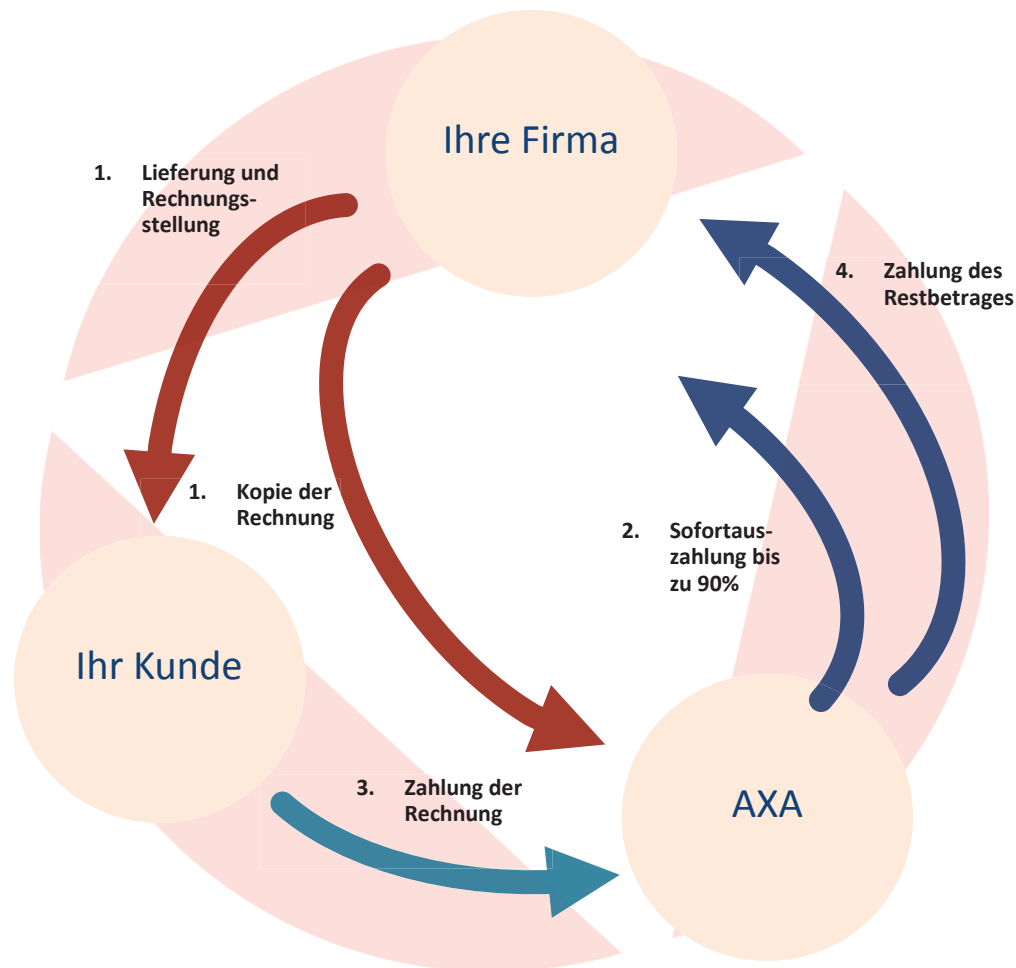 Ihre Firma
1. Lieferung und
Rechnungs-
stellung
4. Zahlung des
Restbetrages
1. Kopie der
Rechnung
2. Sofortaus-
zahlung bis
zu 90%
Ihr Kunde
3. Zahlung der
Rechnung
AXA